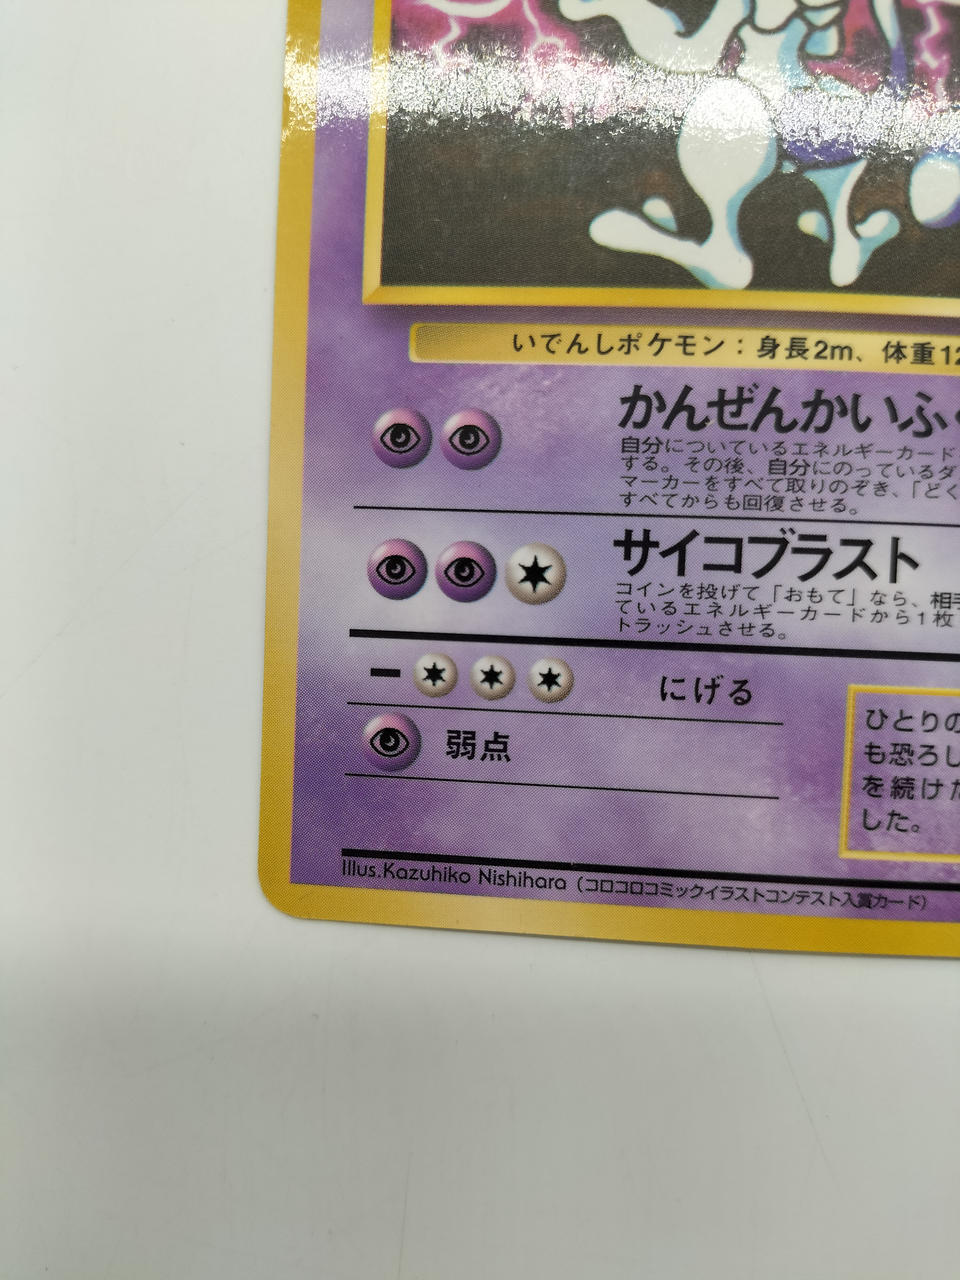 いでんしポケモン：身長2m、体重12
かんぜんかいふく
自分についているエネルギーカード
する。その後、自分にのっているダ
マーカーをすべて取りのぞき、「どく
すべてからも回復させる。
サイコブラスト
コインを投げて「おもて」なら、相手
ているエネルギーカードから1枚
トラッシュさせる。
にげる
弱点
ひとりの
も恐ろし
を続けた
した。
Illus.Kazuhiko Nishihara（コロコロコミックイラストコンテスト入賞カード）